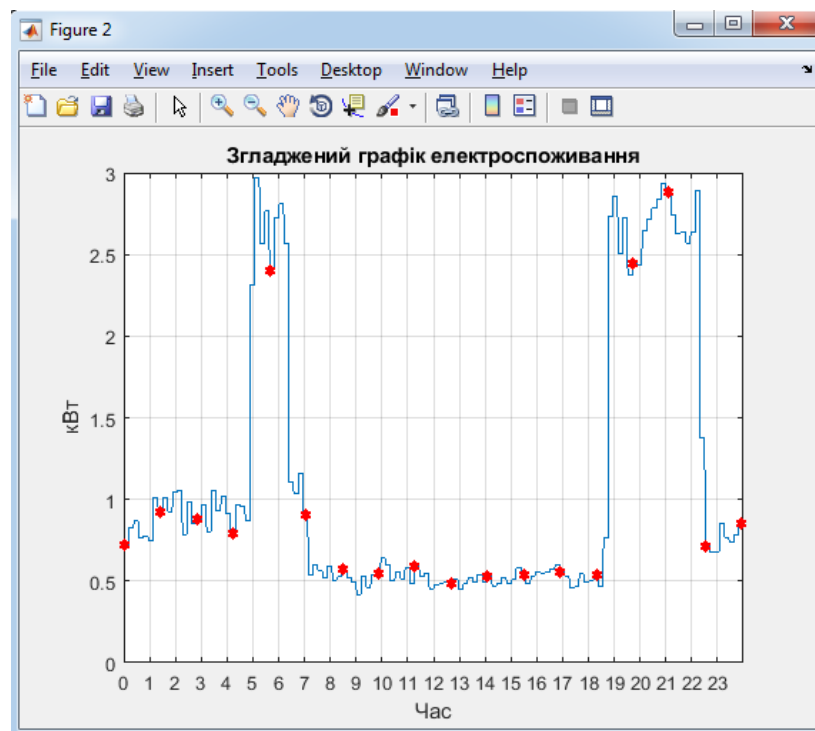 Figure 2
File Edit View Insert Tools Desktop Window Help
Згладжений графік електроспоживання
3
2.5
2
1.5
1
0.5
0
кВт
0 1 2 3 4 5 6 7 8 9 10 11 12 13 14 15 16 17 18 19 20 21 22 23
Час